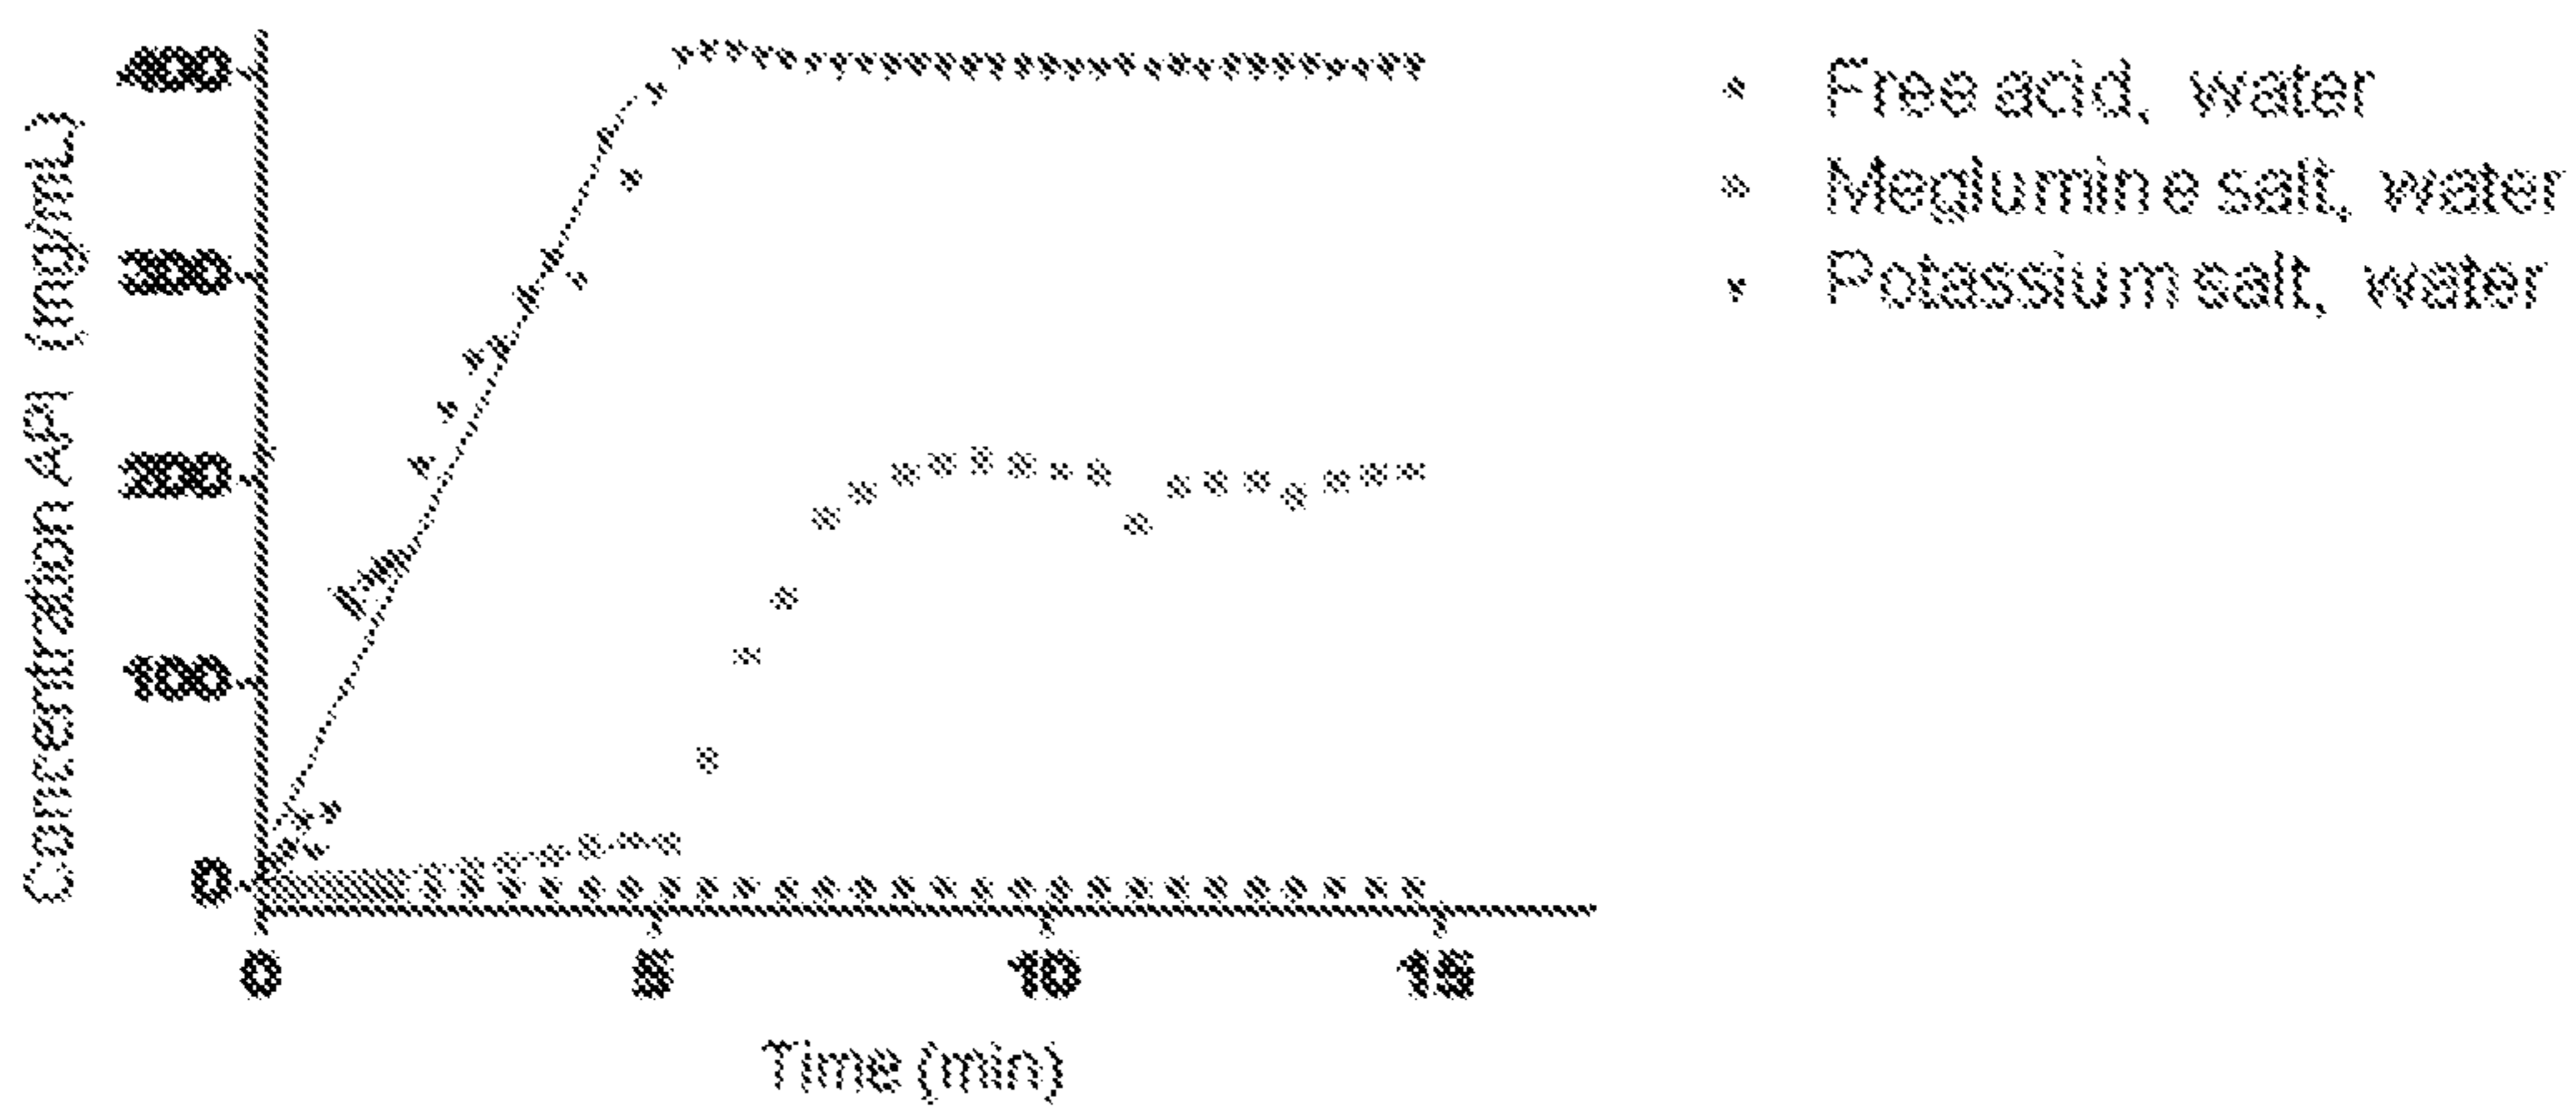 Concentration API (mg/mL)
400
300
200
100
0
0 5 10 15
Time (min)
Free acid, water
Meglumine salt, water
Potassium salt, water